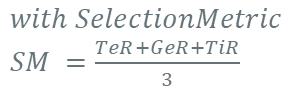 with SelectionMetric
SM = TeR+GeR+TiR
3